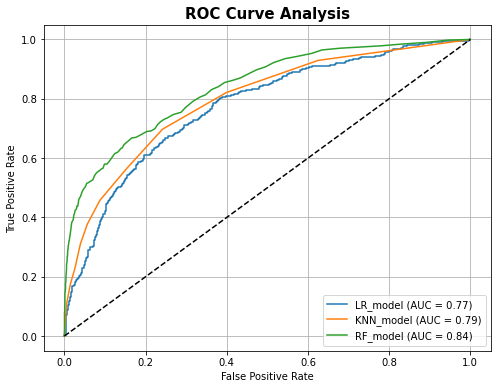 ROC Curve Analysis
True Positive Rate
1.0
0.8
0.6
0.4
0.2
0.0
0.0 0.2 0.4 0.6 0.8 1.0
False Positive Rate
LR_model (AUC = 0.77)
KNN_model (AUC = 0.79)
RF_model (AUC = 0.84)